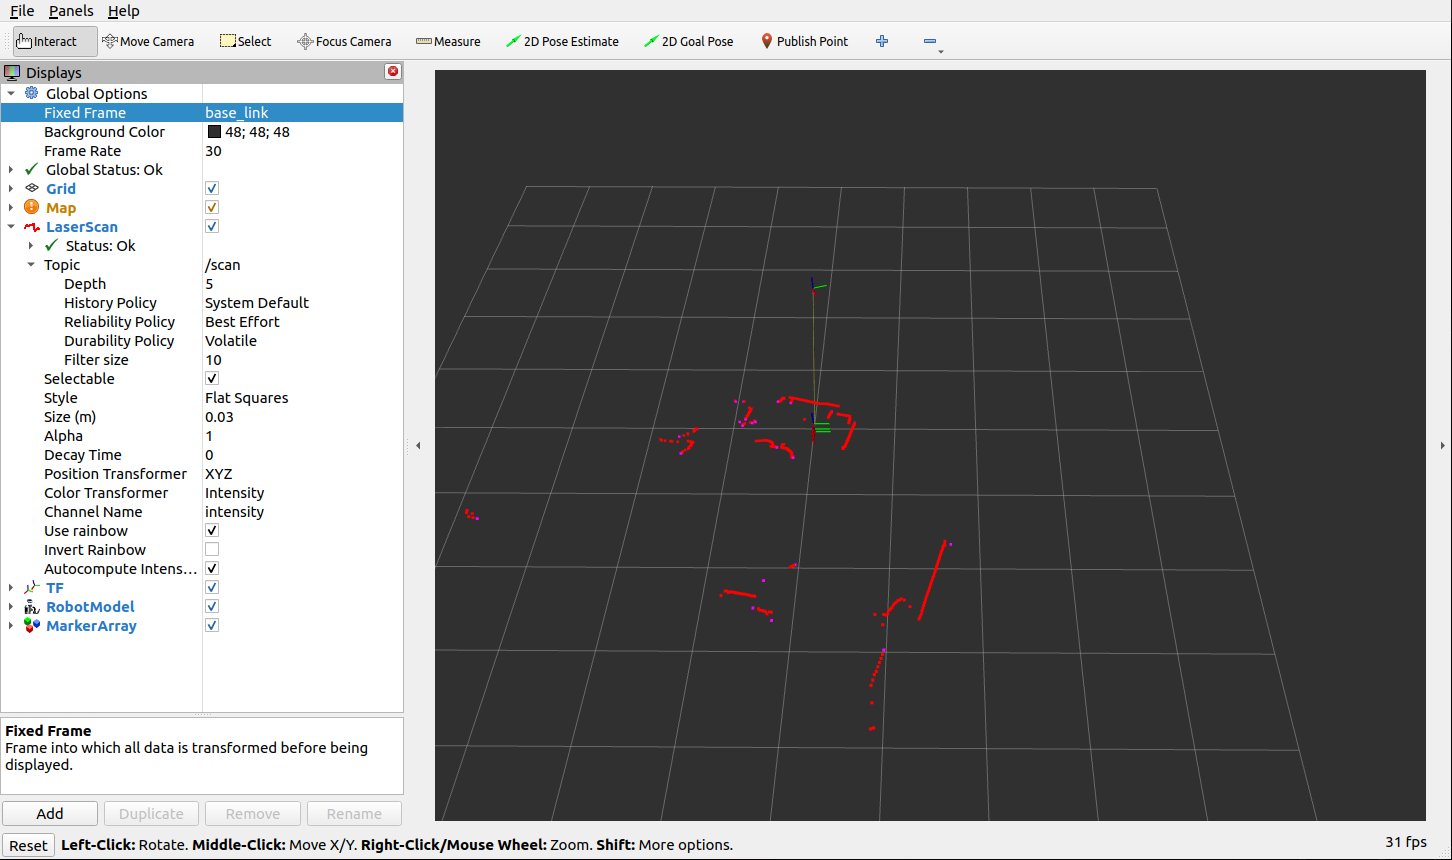 File Panels Help
Interact Move Camera Select Focus Camera Measure 2D Pose Estimate 2D Goal Pose Publish Point
Displays
Global Options
Fixed Frame base_link
Background Color 48; 48; 48
Frame Rate 30
Global Status: Ok
Grid
Map
LaserScan
Status: Ok
Topic /scan
Depth 5
History Policy System Default
Reliability Policy Best Effort
Durability Policy Volatile
Filter size 10
Selectable
Style Flat Squares
Size (m) 0.03
Alpha 1
Decay Time 0
Position Transformer XYZ
Color Transformer Intensity
Channel Name intensity
Use rainbow
Invert Rainbow
Autocompute Intens...
TF
RobotModel
MarkerArray
Fixed Frame
Frame into which all data is transformed before being
displayed.
Add Duplicate Remove Rename
Reset Left-Click: Rotate. Middle-Click: Move X/Y. Right-Click/Mouse Wheel: Zoom. Shift: More options. 31 fps